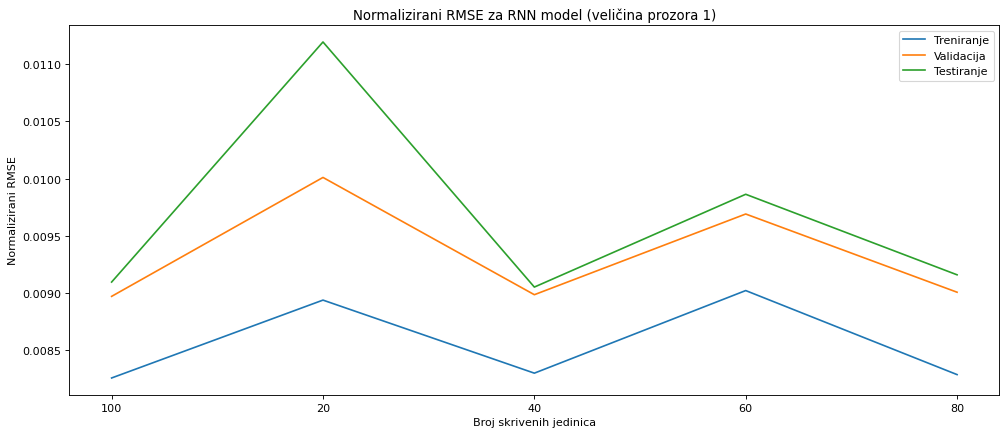 Normalizirani RMSE za RNN model (veličina prozora 1)
Treniranje
Validacija
Testiranje
Normalizirani RMSE
0.0110
0.0105
0.0100
0.0095
0.0090
0.0085
100 20 40 60 80
Broj skrivenih jedinica